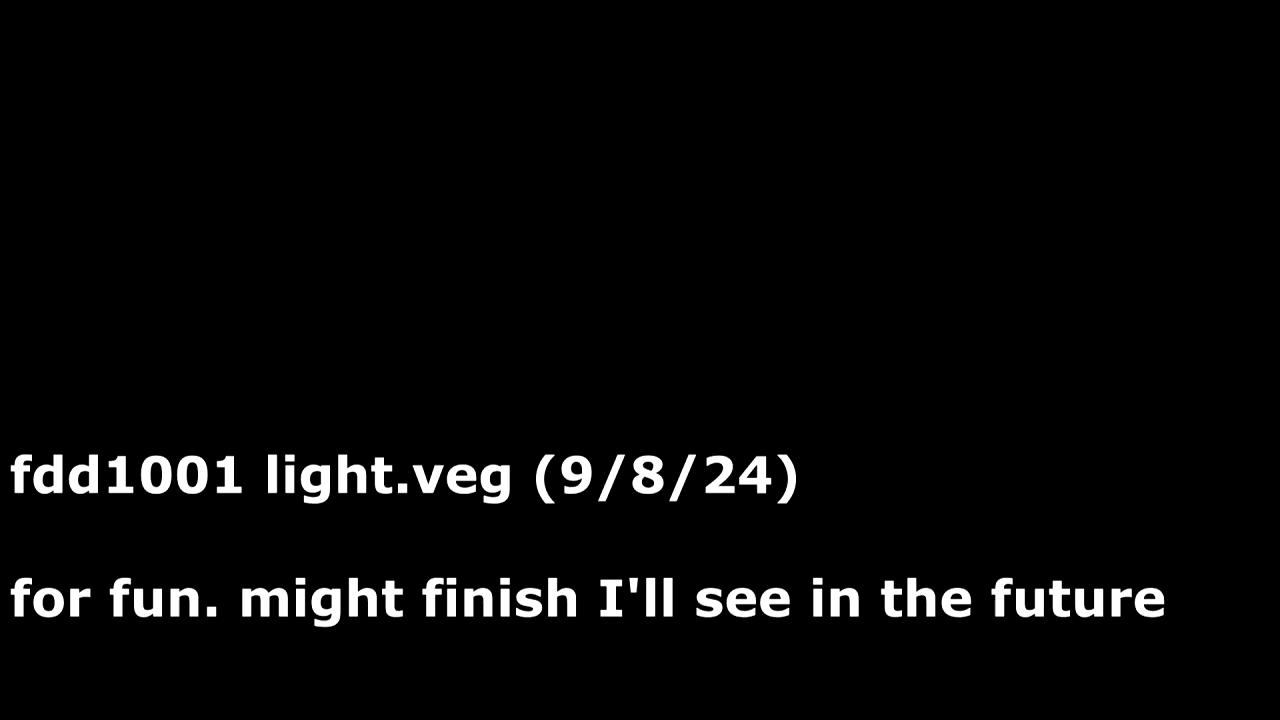 fdd1001 light.veg (9/8/24)
for fun. might finish I'll see in the future